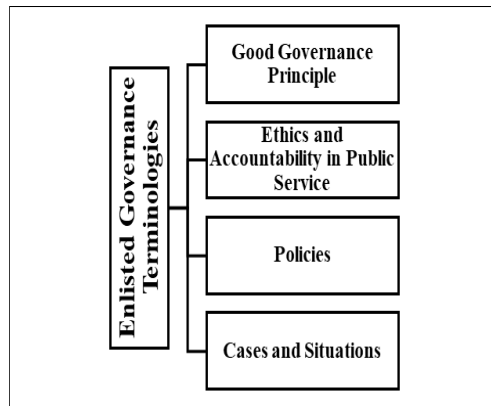 Enlisted Governance
Terminologies
Good Governance
Principle
Ethics and
Accountability in Public
Service
Policies
Cases and Situations